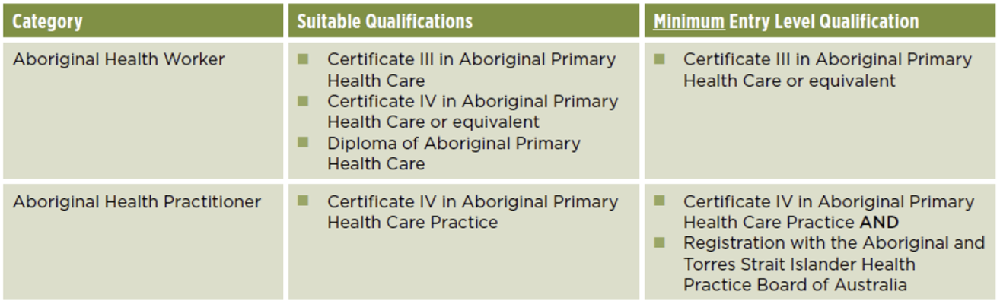 Category
Suitable Qualifications
Minimum Entry Level Qualification
Aboriginal Health Worker
Certificate III in Aboriginal Primary
Health Care
Certificate IV in Aboriginal Primary
Health Care or equivalent
Diploma of Aboriginal Primary
Health Care
Certificate III in Aboriginal Primary
Health Care or equivalent
Aboriginal Health Practitioner
Certificate IV in Aboriginal Primary
Health Care Practice
Certificate IV in Aboriginal Primary
Health Care Practice AND
Registration with the Aboriginal and
Torres Strait Islander Health
Practice Board of Australia